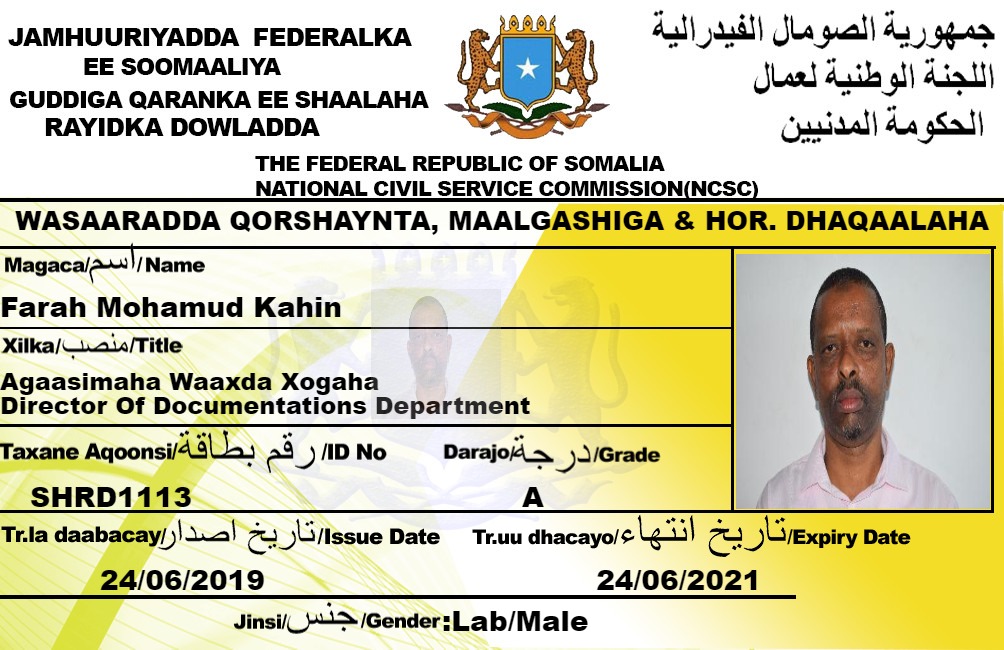 JAMHUURIYADDA FEDERALKA
EE SOOMAALIYA
GUDDIGA QARANKA EE SHAALAHA
RAYIDKA DOWLADDA
جمهورية الصومال الفيدرالية
اللجنة الوطنية لعمال
الحكومة المدنيين
THE FEDERAL REPUBLIC OF SOMALIA
NATIONAL CIVIL SERVICE COMMISSION(NCSC)
WASAARADDA QORSHAYNTA, MAALGASHIGA & HOR. DHAQAALAHA
Magaca/اسم/Name
Farah Mohamud Kahin
Xilka/منصب/Title
Agaasimaha Waaxda Xogaha
Director Of Documentations Department
Taxane Aqoonsi/رقم بطاقة/ID No Darajo/درجة/Grade
SHRD1113 A
Tr.la daabacay/تاريخ اصدار/Issue Date Tr.uu dhacayo/تاريخ انتهاء/Expiry Date
24/06/2019 24/06/2021
Jinsi/جنس/Gender:Lab/Male